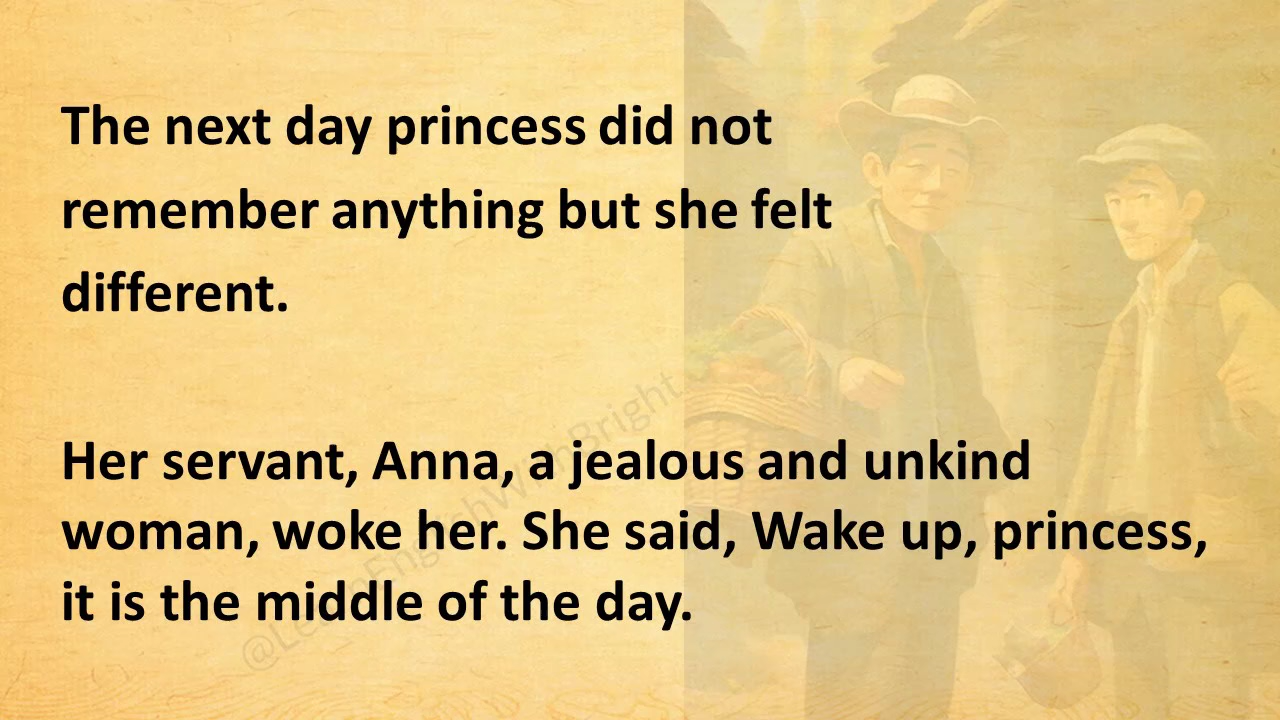 The next day princess did not
remember anything but she felt
different.
Her servant, Anna, a jealous and unkind
woman, woke her. She said, Wake up, princess,
it is the middle of the day.